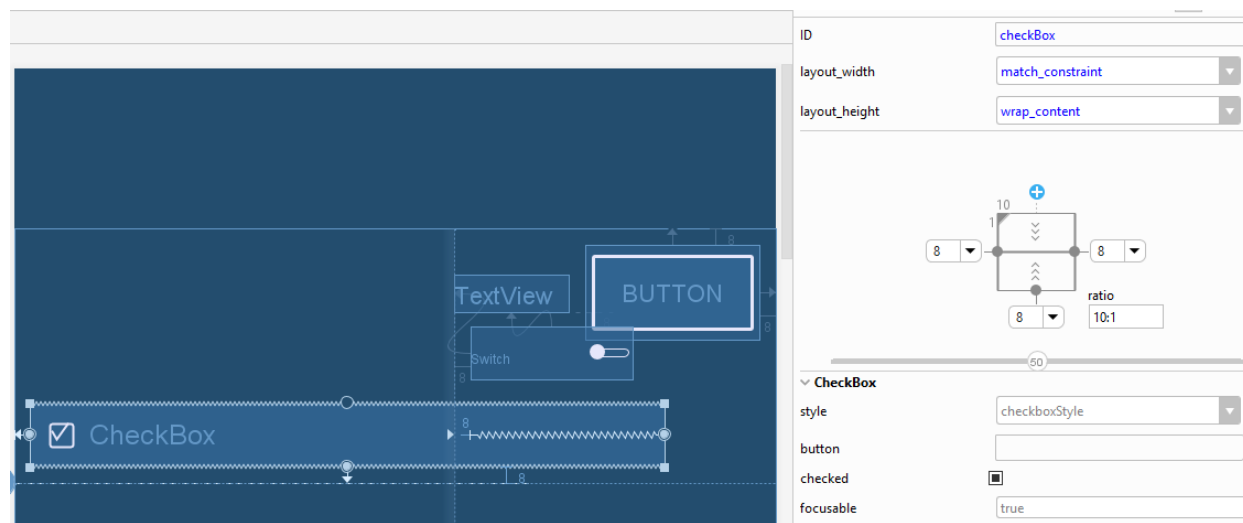 ID checkBox
layout_width match_constraint
layout_height wrap_content
10
1
8 8
8
ratio
10:1
50
CheckBox
style checkboxStyle
button
checked
focusable true
8
TextView BUTTON
8
Switch
8
8
CheckBox
8